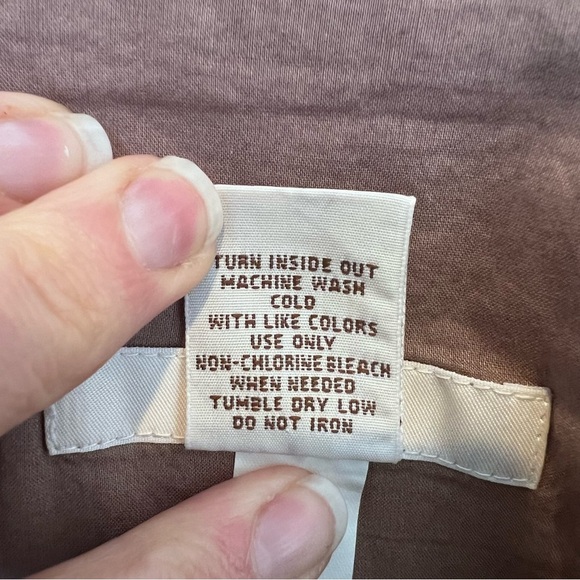 TURN INSIDE OUT
MACHINE WASH
COLD
WITH LIKE COLORS
USE ONLY
NON-CHLORINE BLEACH
WHEN NEEDED
TUMBLE DRY LOW
DO NOT IRON